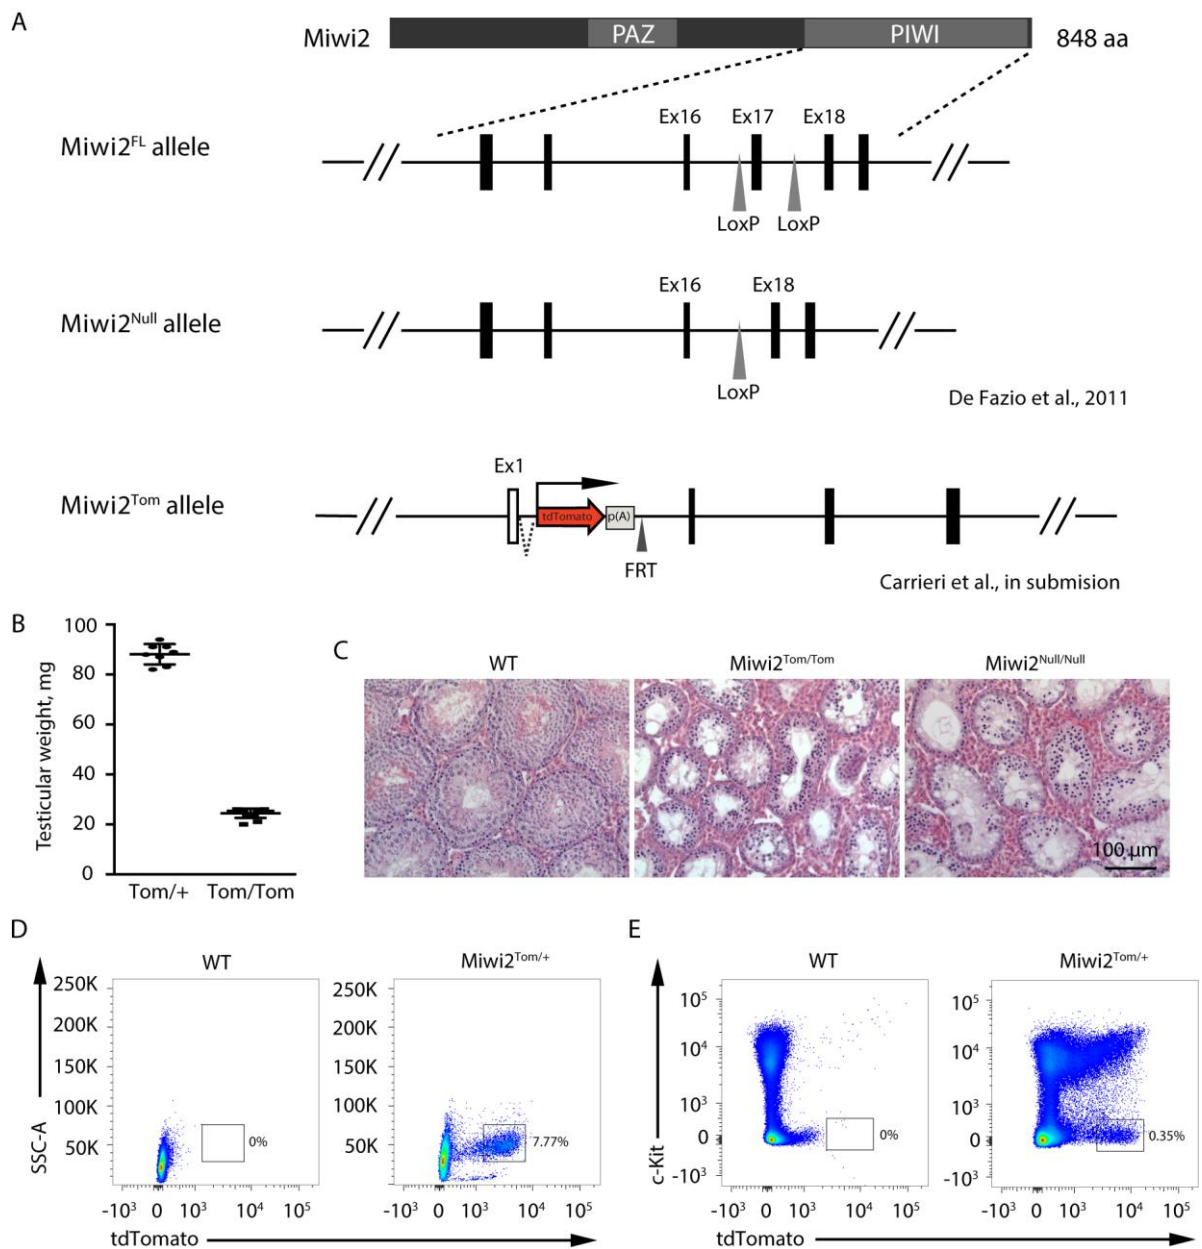 A
Miwi2 PAZ PIWI 848 aa
Ex16 Ex17 Ex18
Miwi2FL allele
LoxP LoxP
Ex16 Ex18
Miwi2Null allele
LoxP
De Fazio et al., 2011
Ex1
Miwi2Tom allele
tdTomato p(A)
FRT
Carrieri et al., in submision
B
Testicular weight, mg
100
80
60
40
20
0
Tom/+ Tom/Tom
C
WT Miwi2Tom/Tom Miwi2Null/Null
100 µm
D
WT Miwi2Tom/+
SSC-A
250K 250K
200K 200K
150K 150K
100K 100K
50K 50K
0% 7.77%
-10³ 0 10³ 10⁴ 10⁵ -10³ 0 10³ 10⁴ 10⁵
tdTomato
E
WT Miwi2Tom/+
c-Kit
10⁵ 10⁵
10⁴ 10⁴
10³ 10³
0 0
-10³ -10³
0% 0.35%
-10³ 0 10³ 10⁴ 10⁵ -10³ 0 10³ 10⁴ 10⁵
tdTomato